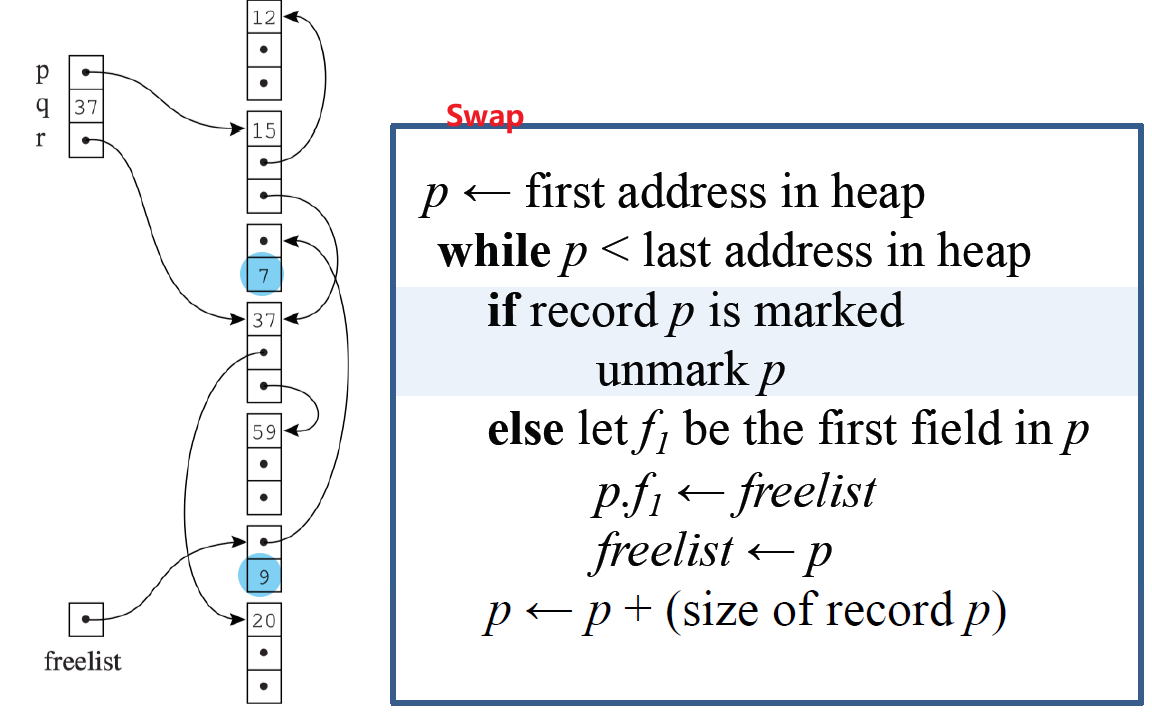 12
p
q 37
r
15
7
37
59
9
20
freelist
Swap
p ← first address in heap
while p < last address in heap
if record p is marked
unmark p
else let f₁ be the first field in p
p.f₁ ← freelist
freelist ← p
p ← p + (size of record p)